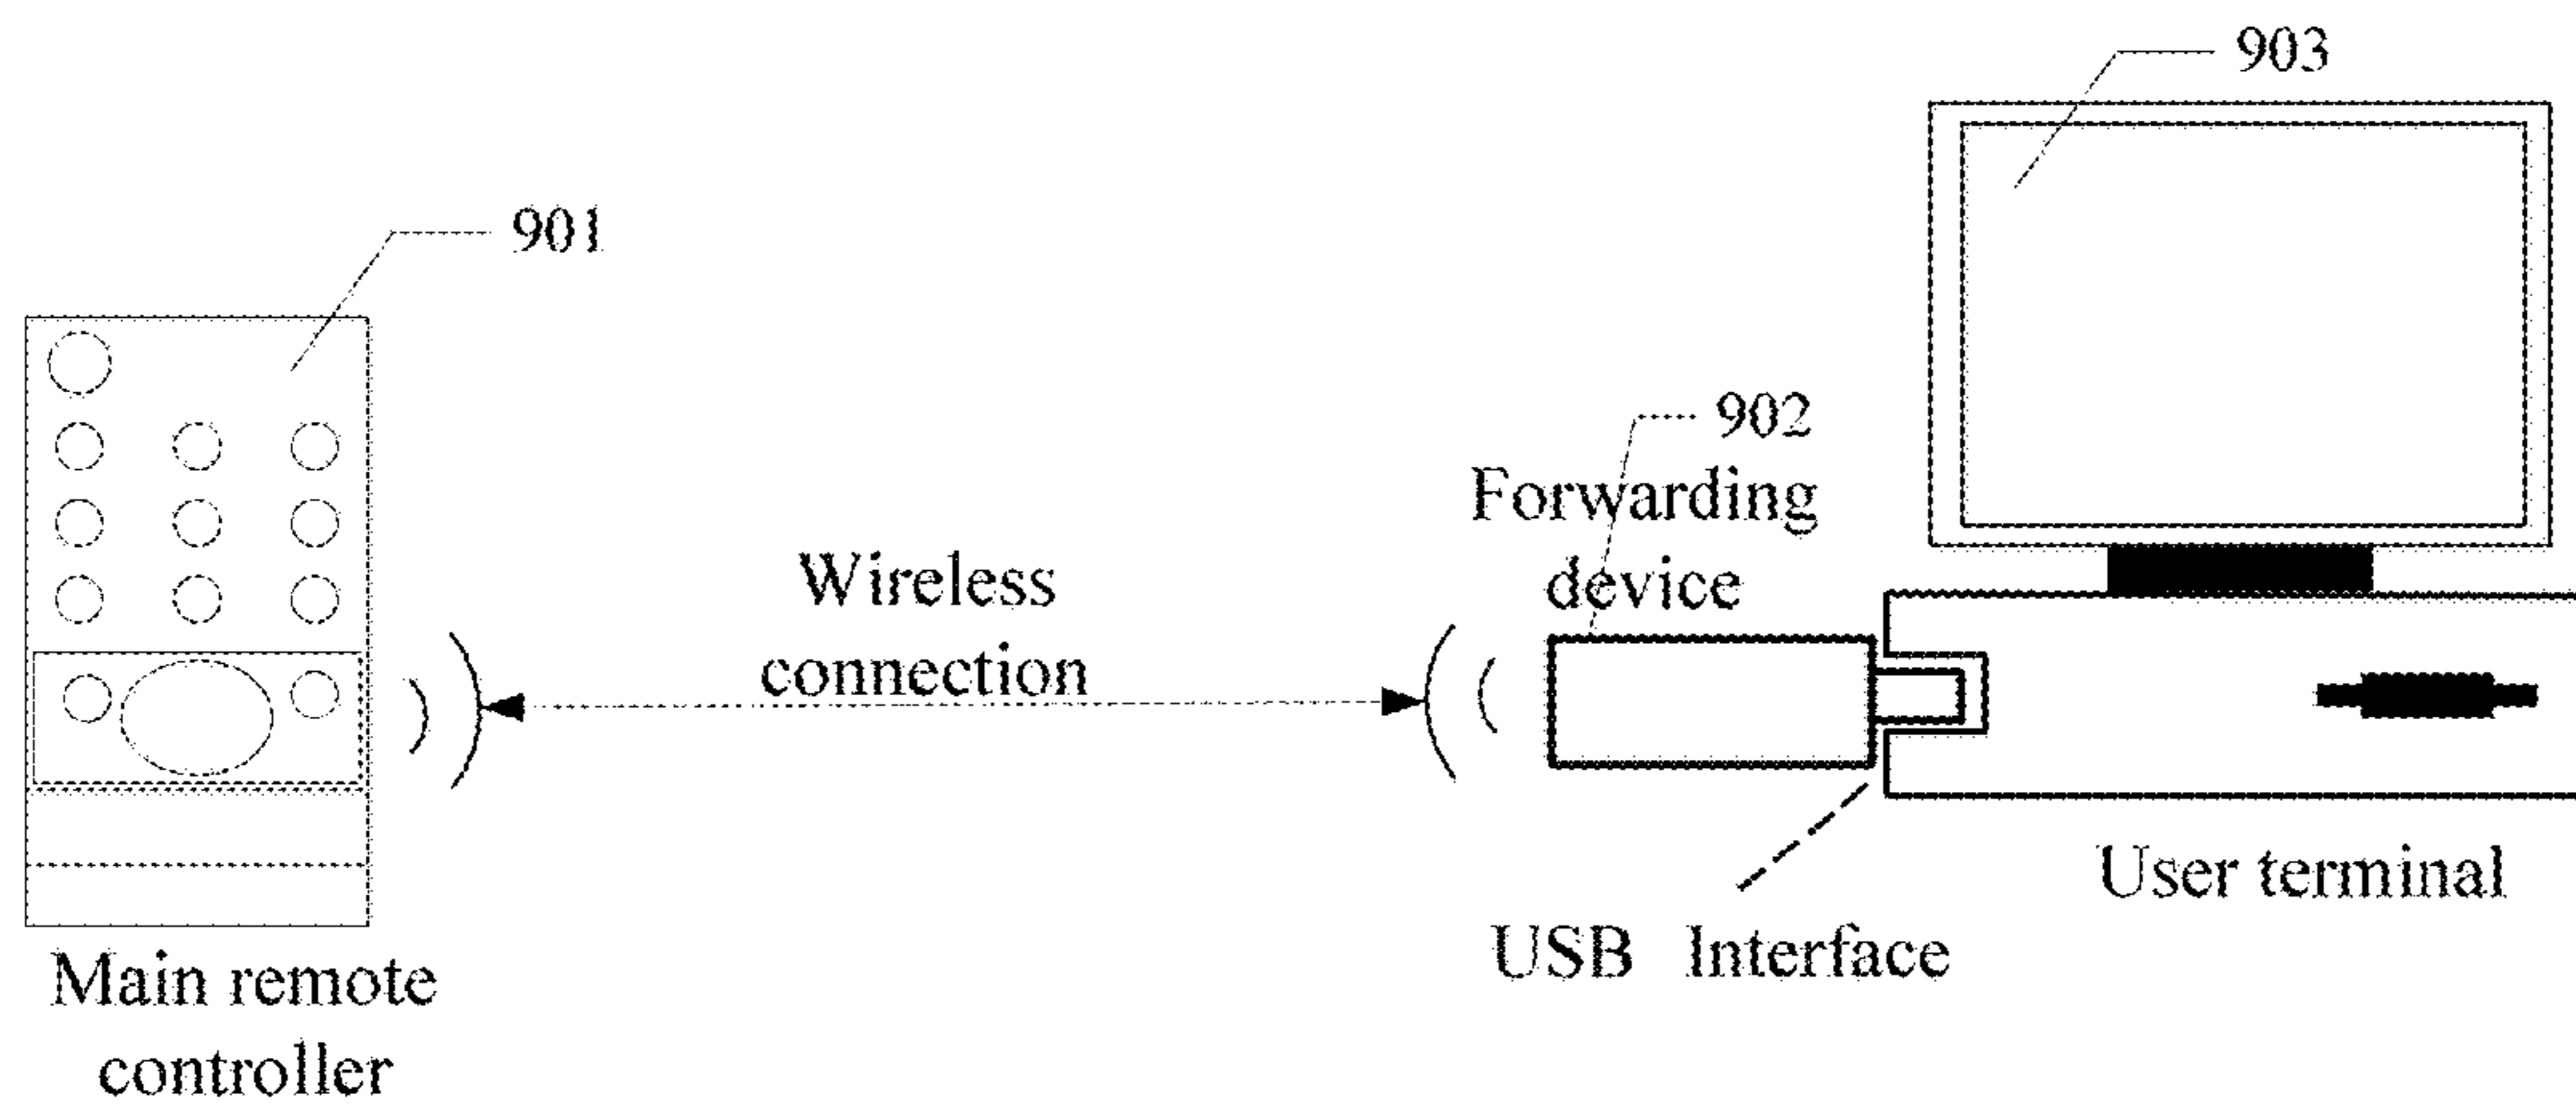 903
901
902
Forwarding
device
Wireless
connection
User terminal
USB Interface
Main remote
controller